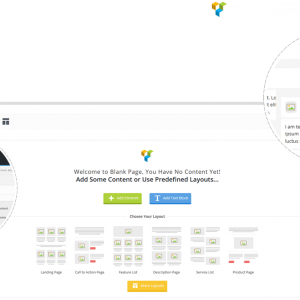 1. Lo
I am te
ipsum
luctus
Welcome to Blank Page, You Have No Content Yet!
Add Some Content or Use Predefined Layouts...
Add Element
Add Text Block
Choose Your Layout
Landing Page
Call to Action Page
Feature List
Description Page
Service List
Product Page
More Layouts